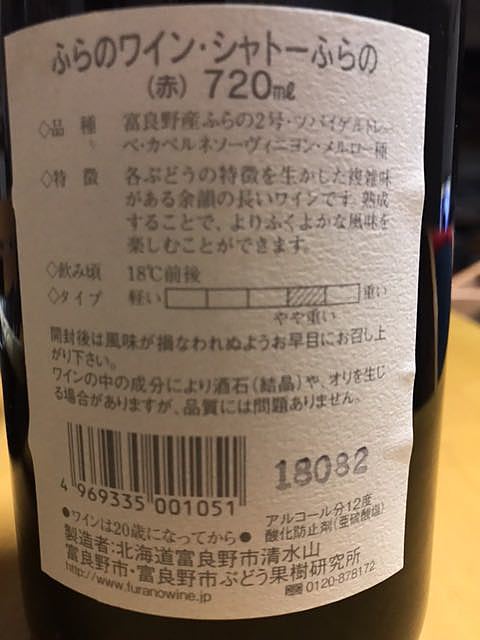 ふらのワイン・シャトーふらの
(赤) 720㎖
◇品種 富良野産ふらの2号・ツバイゲルトレー
ベ・カベルネソーヴィニヨン・メルロー種
◇特徴 各ぶどうの特徴を生かした複雑味
がある余韻の長いワインです。熟成
することで、よりふくよかな風味を
楽しむことができます。
◇飲み頃 18℃前後
◇タイプ 軽い 重い
やや重い
開封後は風味が損なわれぬようお早目にお召し上
がり下さい。
ワインの中の成分により酒石(結晶)や、オリを生じ
る場合がありますが、品質には問題ありません。
4 969335 001051
18082
アルコール分12度
酸化防止剤(亜硫酸塩)
●ワインは20歳になってから●
製造者:北海道富良野市清水山
富良野市・富良野市ぶどう果樹研究所
http://www.furanowine.jp 0120-878172